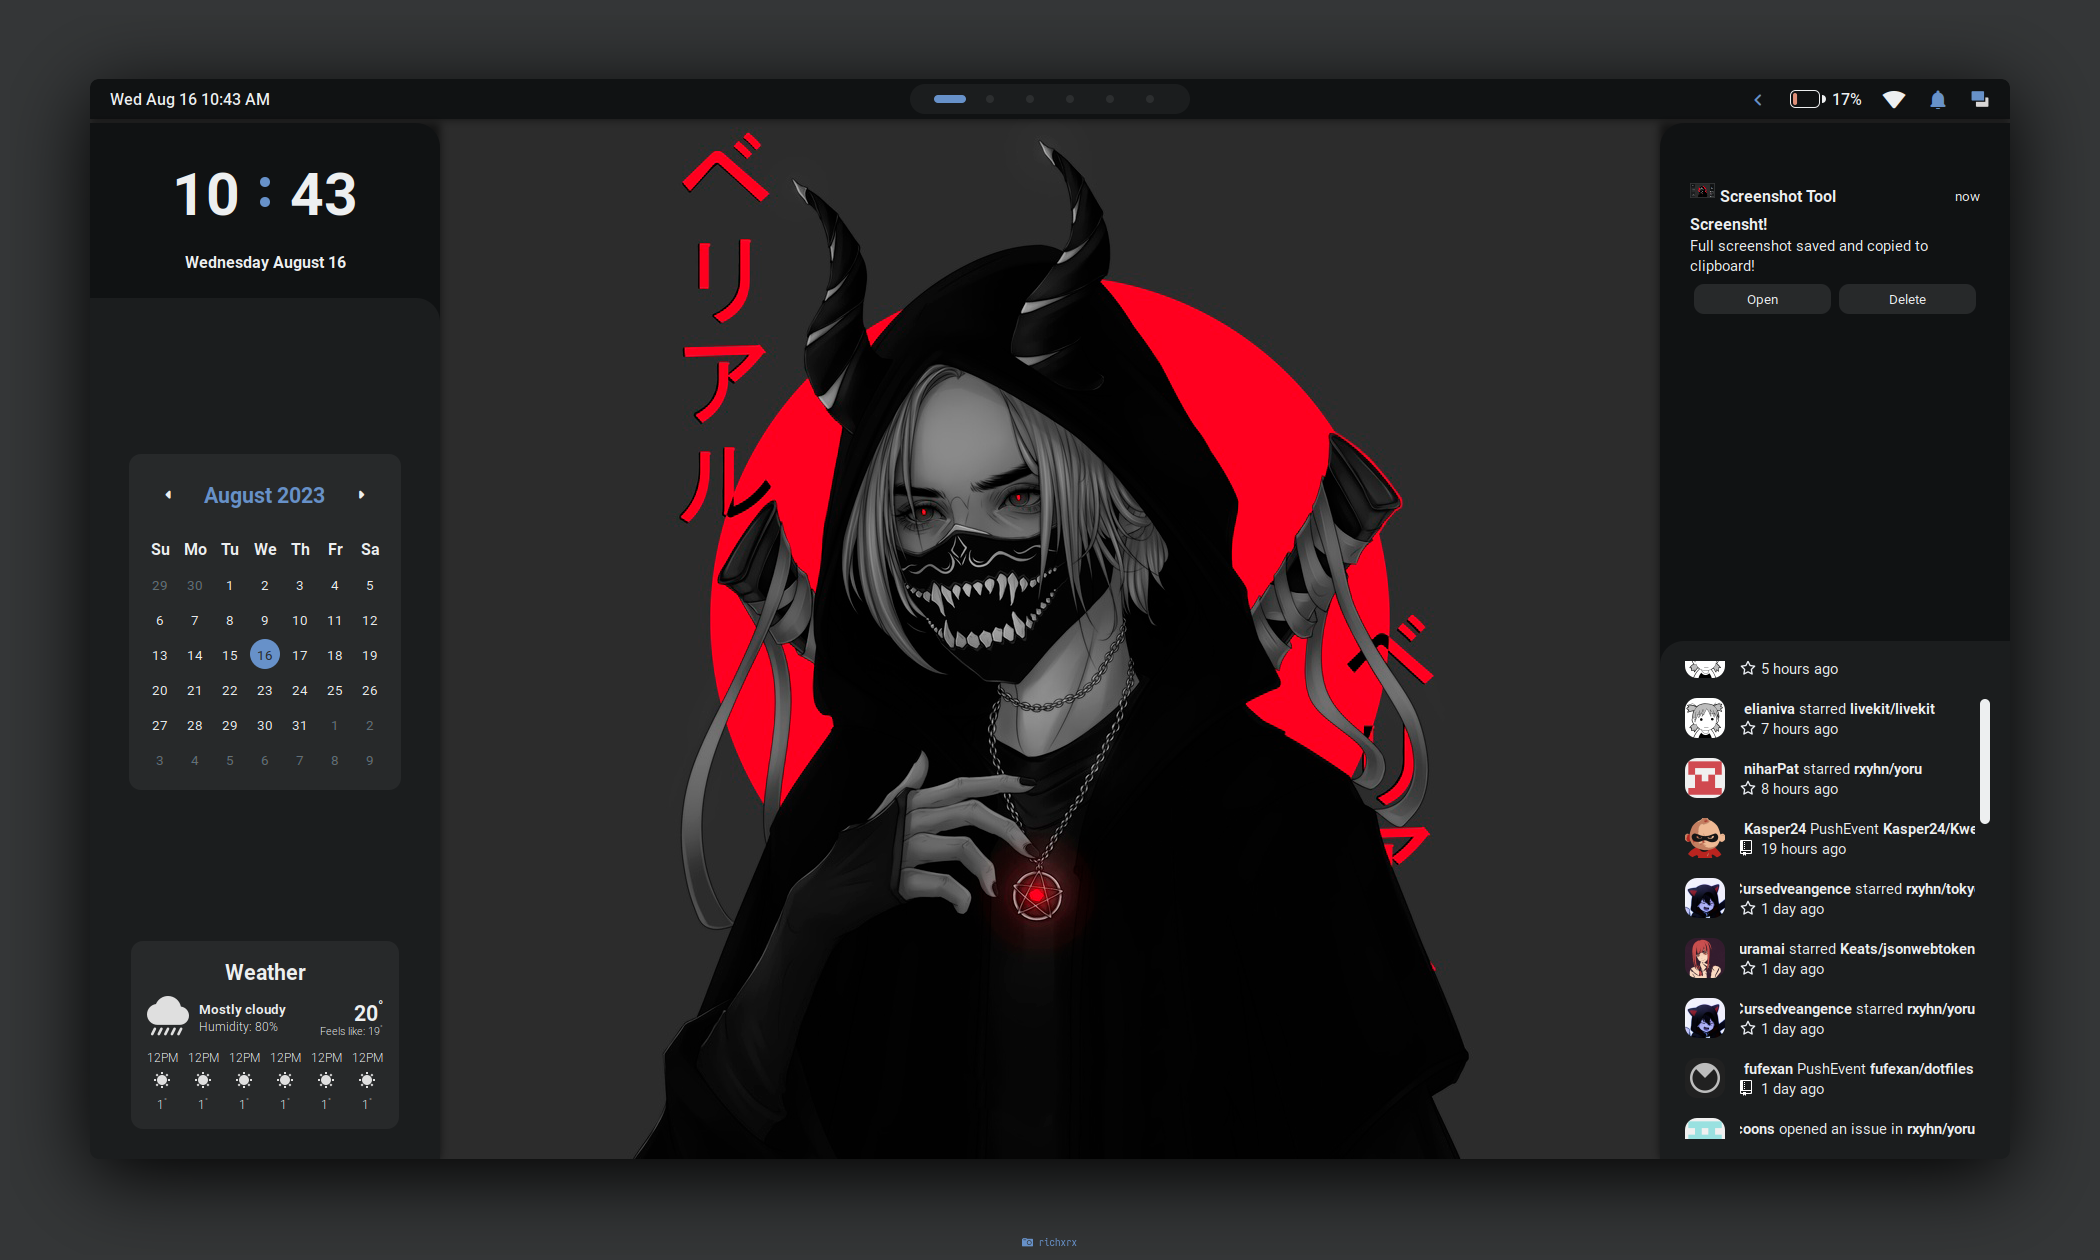 Wed Aug 16 10:43 AM
17%
10 : 43
Wednesday August 16
August 2023
Su Mo Tu We Th Fr Sa
29 30 1 2 3 4 5
6 7 8 9 10 11 12
13 14 15 16 17 18 19
20 21 22 23 24 25 26
27 28 29 30 31 1 2
3 4 5 6 7 8 9
Weather
Mostly cloudy 20°
Humidity: 80% Feels like: 19°
12PM 12PM 12PM 12PM 12PM 12PM
1° 1° 1° 1° 1° 1°
ベリアル
ベリア
Screenshot Tool now
Screensht!
Full screenshot saved and copied to
clipboard!
Open Delete
5 hours ago
elianiva starred livekit/livekit
7 hours ago
niharPat starred rxyhn/yoru
8 hours ago
Kasper24 PushEvent Kasper24/Kwe
19 hours ago
Cursedveangence starred rxyhn/toky
1 day ago
uramai starred Keats/jsonwebtoken
1 day ago
Cursedveangence starred rxyhn/yoru
1 day ago
fufexan PushEvent fufexan/dotfiles
1 day ago
coons opened an issue in rxyhn/yoru
richxrx